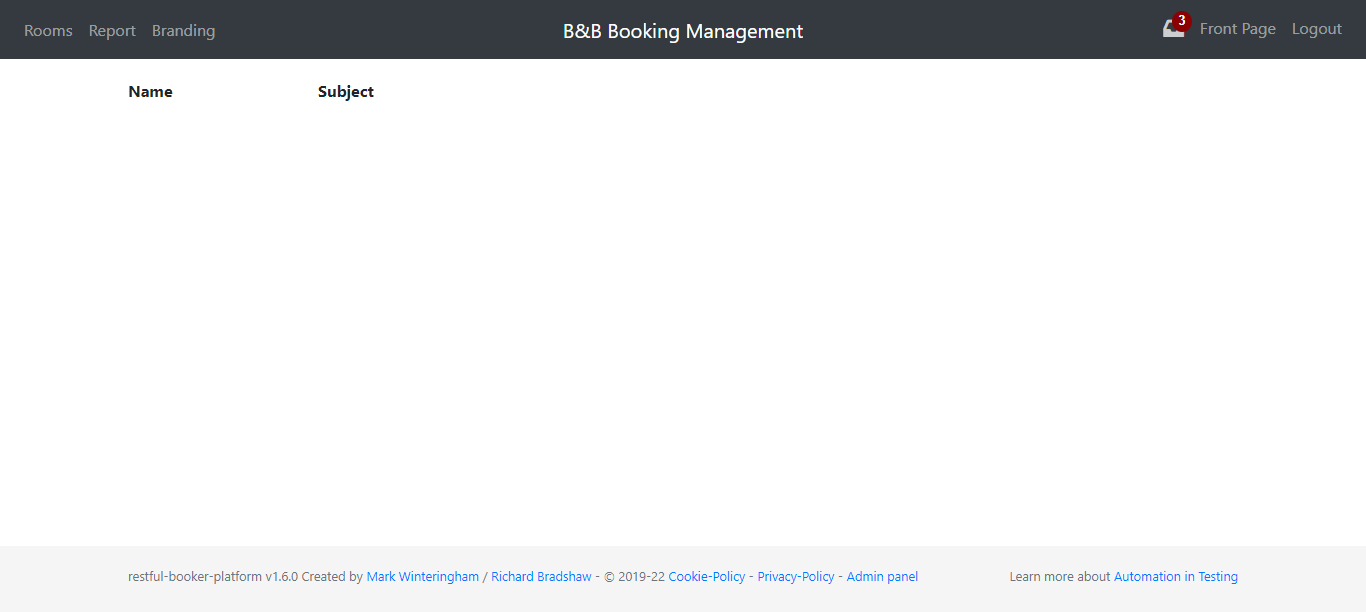 Rooms Report Branding B&B Booking Management 3 Front Page Logout
Name Subject
restful-booker-platform v1.6.0 Created by Mark Winteringham / Richard Bradshaw - © 2019-22 Cookie-Policy - Privacy-Policy - Admin panel Learn more about Automation in Testing